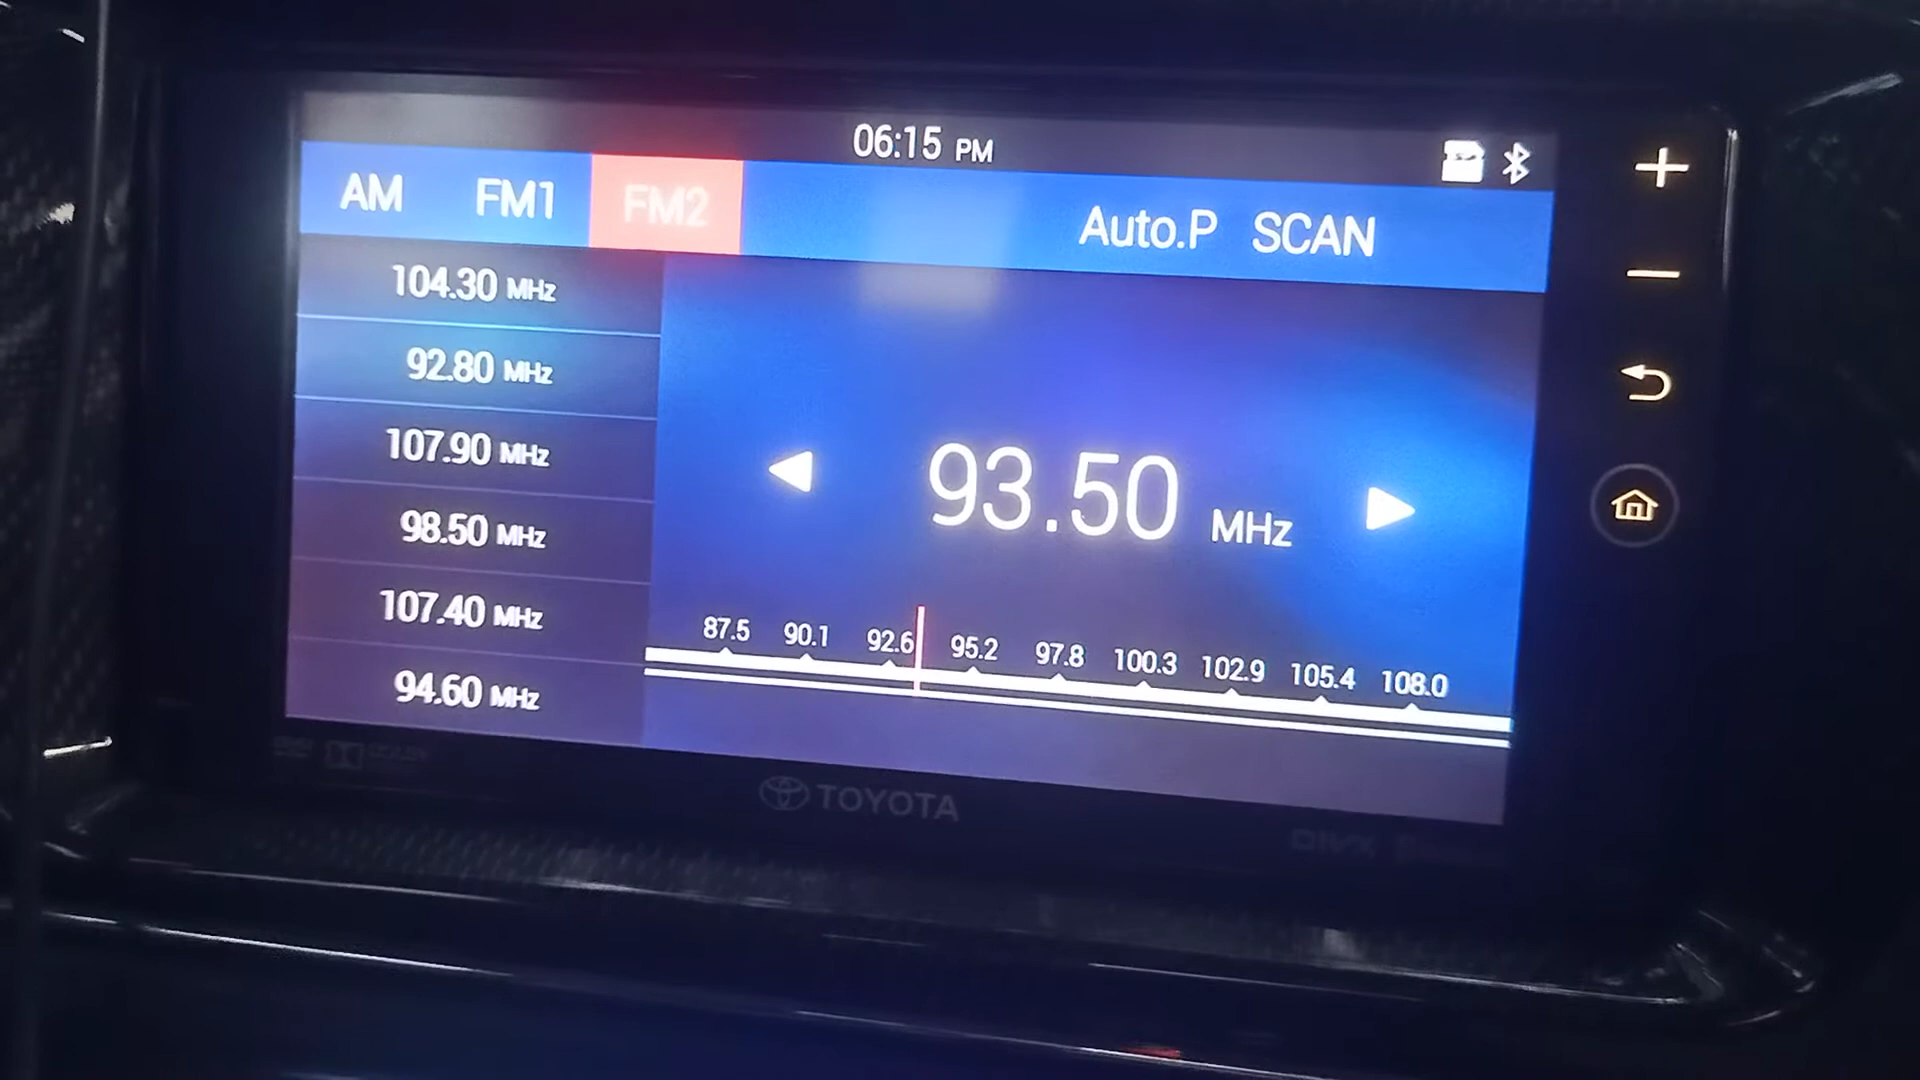 06:15 PM
AM FM1 FM2 Auto.P SCAN
104.30 MHz
92.80 MHz
107.90 MHz
98.50 MHz
107.40 MHz
94.60 MHz
93.50 MHz
87.5 90.1 92.6 95.2 97.8 100.3 102.9 105.4 108.0
TOYOTA